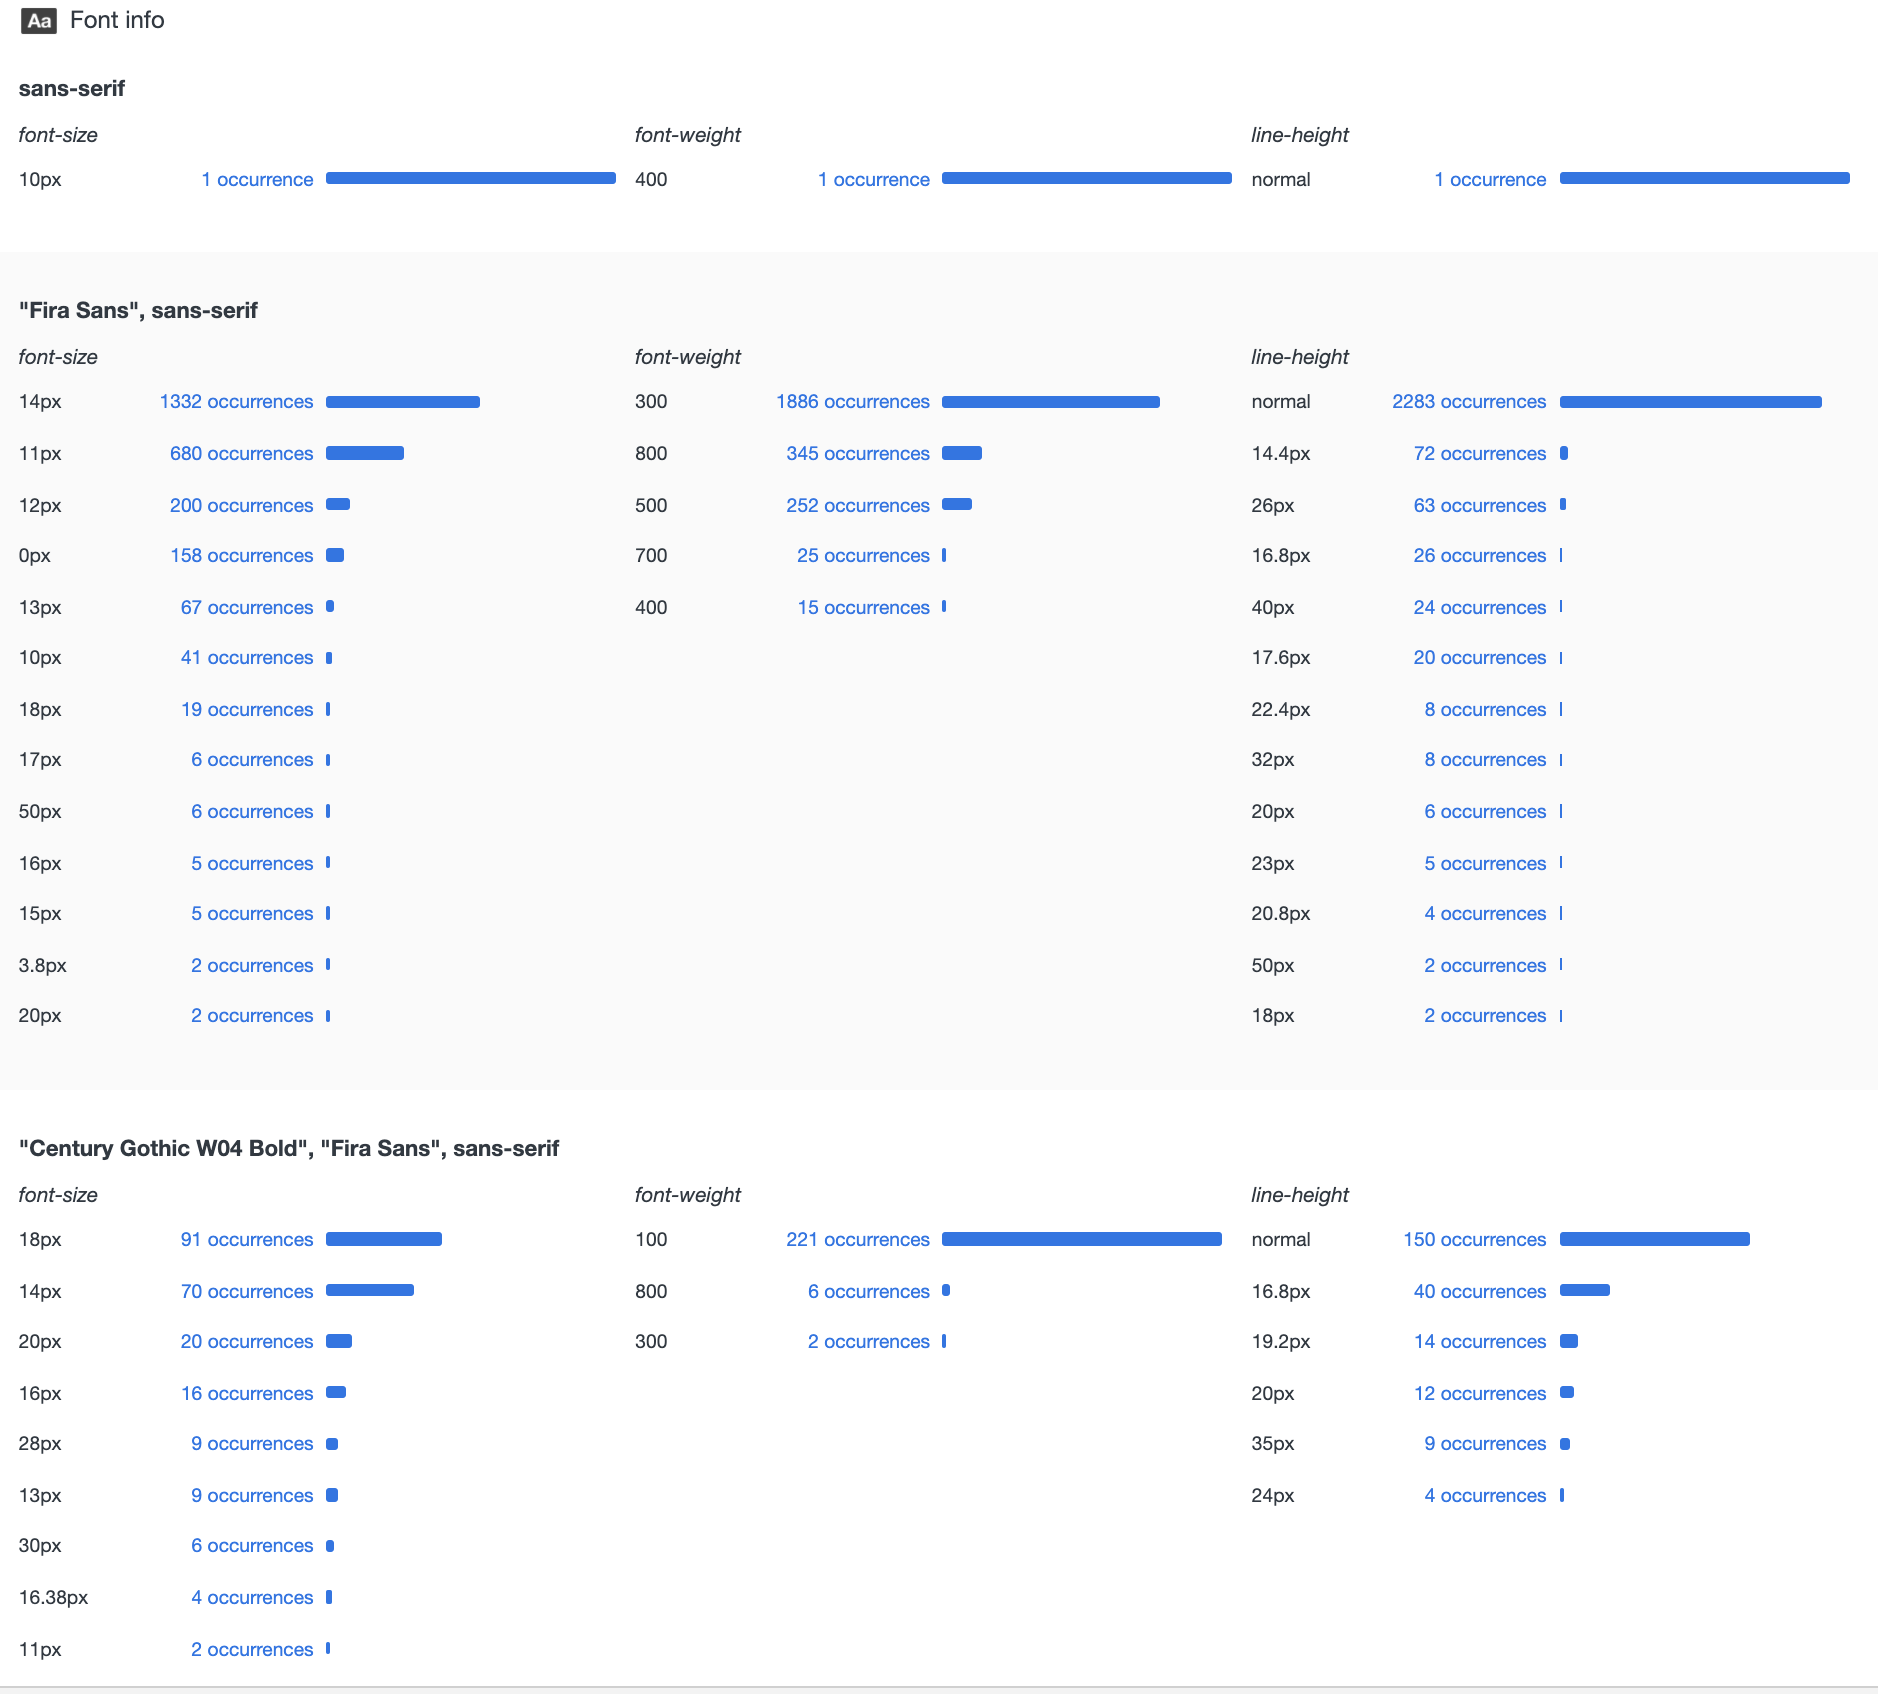 Aa Font info
sans-serif
font-size font-weight line-height
10px 1 occurrence 400 1 occurrence normal 1 occurrence
"Fira Sans", sans-serif
font-size font-weight line-height
14px 1332 occurrences 300 1886 occurrences normal 2283 occurrences
11px 680 occurrences 800 345 occurrences 14.4px 72 occurrences
12px 200 occurrences 500 252 occurrences 26px 63 occurrences
0px 158 occurrences 700 25 occurrences 16.8px 26 occurrences
13px 67 occurrences 400 15 occurrences 40px 24 occurrences
10px 41 occurrences 17.6px 20 occurrences
18px 19 occurrences 22.4px 8 occurrences
17px 6 occurrences 32px 8 occurrences
50px 6 occurrences 20px 6 occurrences
16px 5 occurrences 23px 5 occurrences
15px 5 occurrences 20.8px 4 occurrences
3.8px 2 occurrences 50px 2 occurrences
20px 2 occurrences 18px 2 occurrences
"Century Gothic W04 Bold", "Fira Sans", sans-serif
font-size font-weight line-height
18px 91 occurrences 100 221 occurrences normal 150 occurrences
14px 70 occurrences 800 6 occurrences 16.8px 40 occurrences
20px 20 occurrences 300 2 occurrences 19.2px 14 occurrences
16px 16 occurrences 20px 12 occurrences
28px 9 occurrences 35px 9 occurrences
13px 9 occurrences 24px 4 occurrences
30px 6 occurrences
16.38px 4 occurrences
11px 2 occurrences